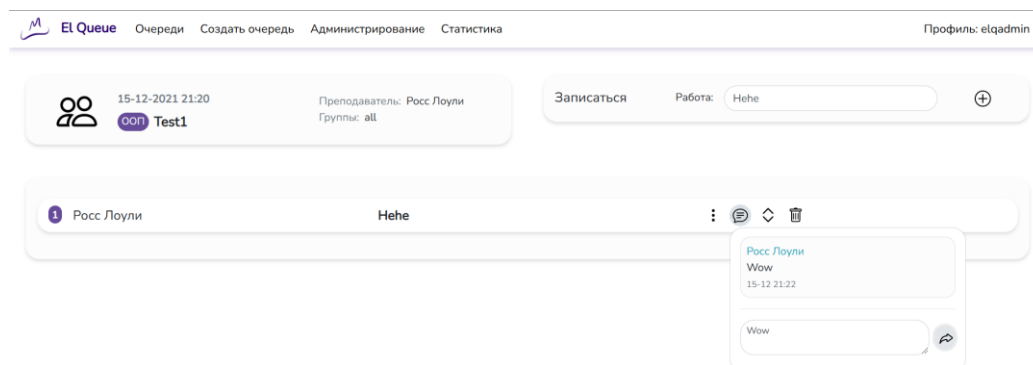 El Queue Очереди Создать очередь Администрирование Статистика Профиль: elqadmin
15-12-2021 21:20
ООП Test1
Преподаватель: Росс Лоули
Группы: all
Записаться Работа: Hehe
1 Росс Лоули Hehe
Росс Лоули
Wow
15-12 21:22
Wow